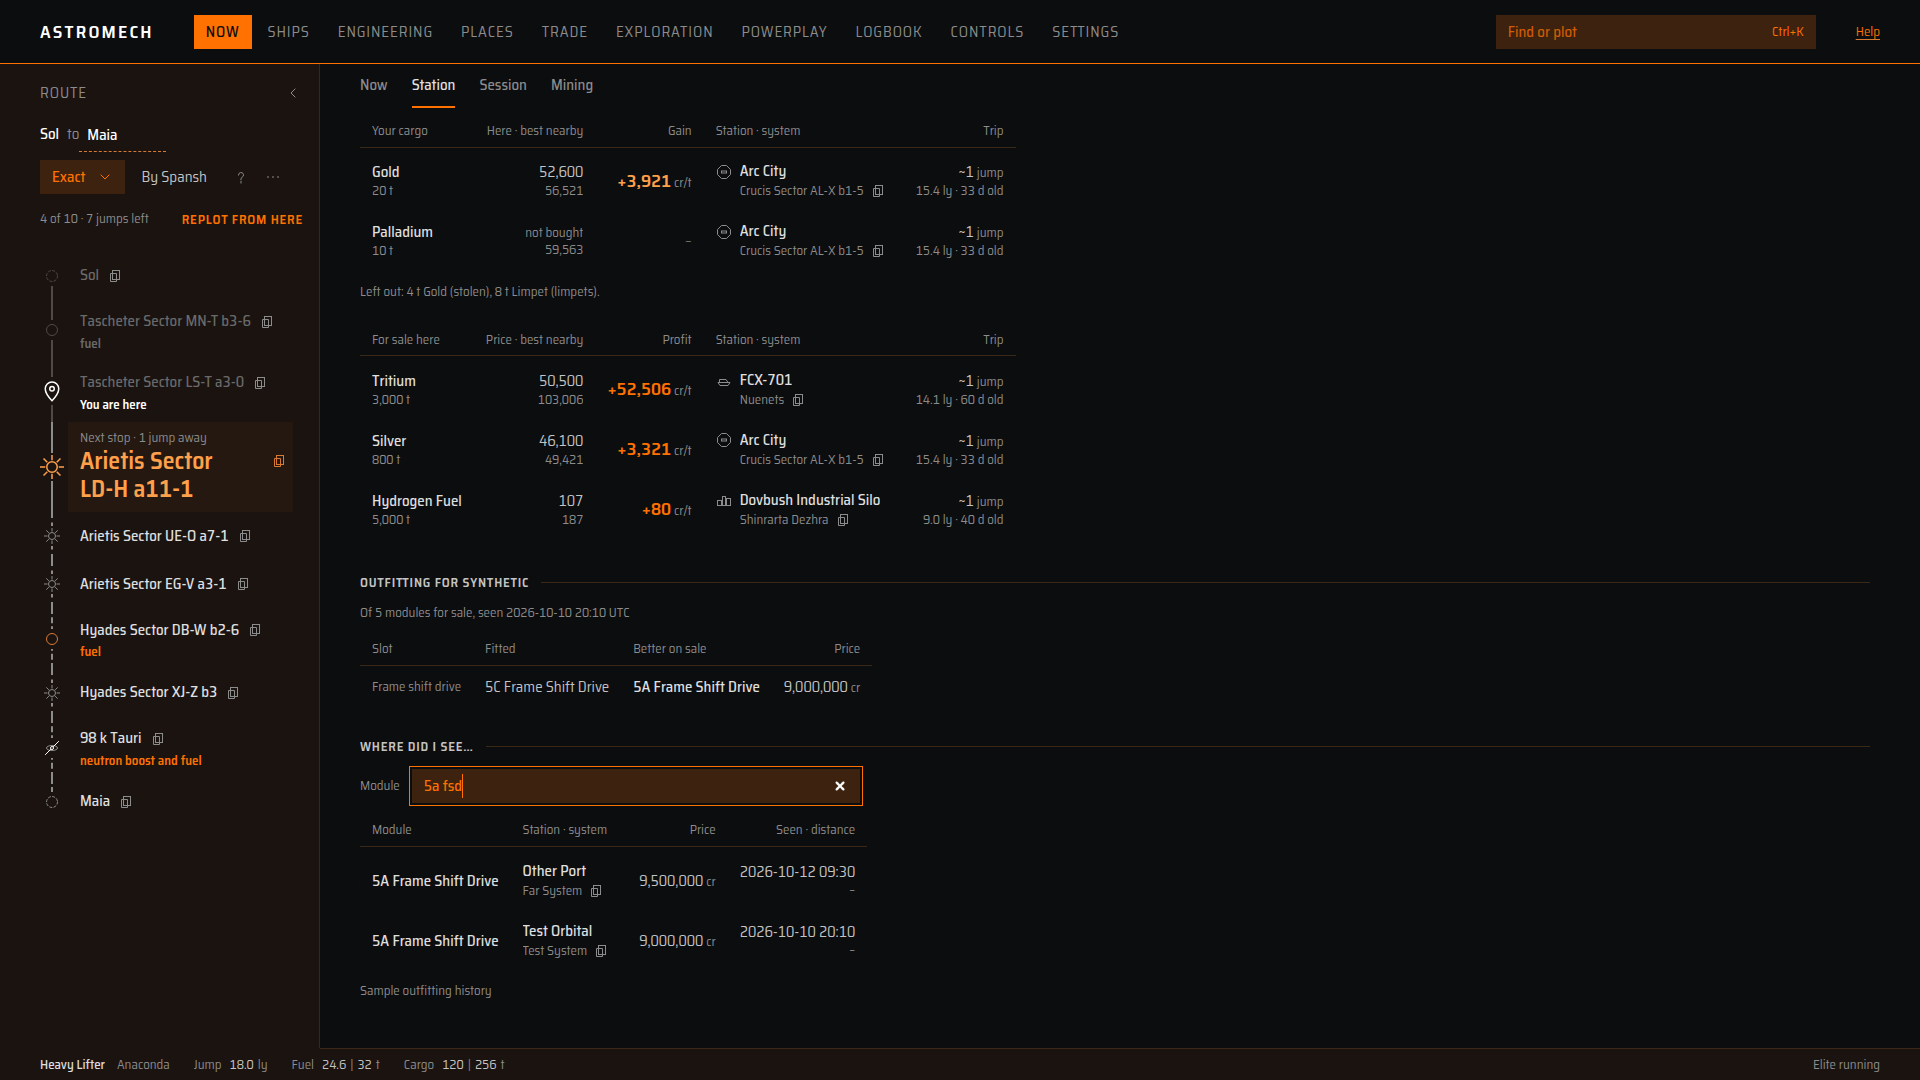 ASTROMECH
NOW SHIPS ENGINEERING PLACES TRADE EXPLORATION POWERPLAY LOGBOOK CONTROLS SETTINGS
Find or plot Ctrl+K
Help
ROUTE
Sol to Maia
Exact By Spansh ? ···
4 of 10 · 7 jumps left REPLOT FROM HERE
Sol
Tascheter Sector MN-T b3-6
fuel
Tascheter Sector LS-T a3-0
You are here
Next stop · 1 jump away
Arietis Sector
LD-H a11-1
Arietis Sector UE-O a7-1
Arietis Sector EG-V a3-1
Hyades Sector DB-W b2-6
fuel
Hyades Sector XJ-Z b3
98 k Tauri
neutron boost and fuel
Maia
Now Station Session Mining
Your cargo Here · best nearby Gain Station · system Trip
Gold 52,600 +3,921 cr/t Arc City ~1 jump
20 t 56,521 Crucis Sector AL-X b1-5 15.4 ly · 33 d old
Palladium not bought – Arc City ~1 jump
10 t 59,563 Crucis Sector AL-X b1-5 15.4 ly · 33 d old
Left out: 4 t Gold (stolen), 8 t Limpet (limpets).
For sale here Price · best nearby Profit Station · system Trip
Tritium 50,500 +52,506 cr/t FCX-701 ~1 jump
3,000 t 103,006 Nuenets 14.1 ly · 60 d old
Silver 46,100 +3,321 cr/t Arc City ~1 jump
800 t 49,421 Crucis Sector AL-X b1-5 15.4 ly · 33 d old
Hydrogen Fuel 107 +80 cr/t Dovbush Industrial Silo ~1 jump
5,000 t 187 Shinrarta Dezhra 9.0 ly · 40 d old
OUTFITTING FOR SYNTHETIC
Of 5 modules for sale, seen 2026-10-10 20:10 UTC
Slot Fitted Better on sale Price
Frame shift drive 5C Frame Shift Drive 5A Frame Shift Drive 9,000,000 cr
WHERE DID I SEE...
Module 5a fsd
Module Station · system Price Seen · distance
5A Frame Shift Drive Other Port 9,500,000 cr 2026-10-12 09:30
Far System –
5A Frame Shift Drive Test Orbital 9,000,000 cr 2026-10-10 20:10
Test System –
Sample outfitting history
Heavy Lifter Anaconda Jump 18.0 ly Fuel 24.6 | 32 t Cargo 120 | 256 t
Elite running